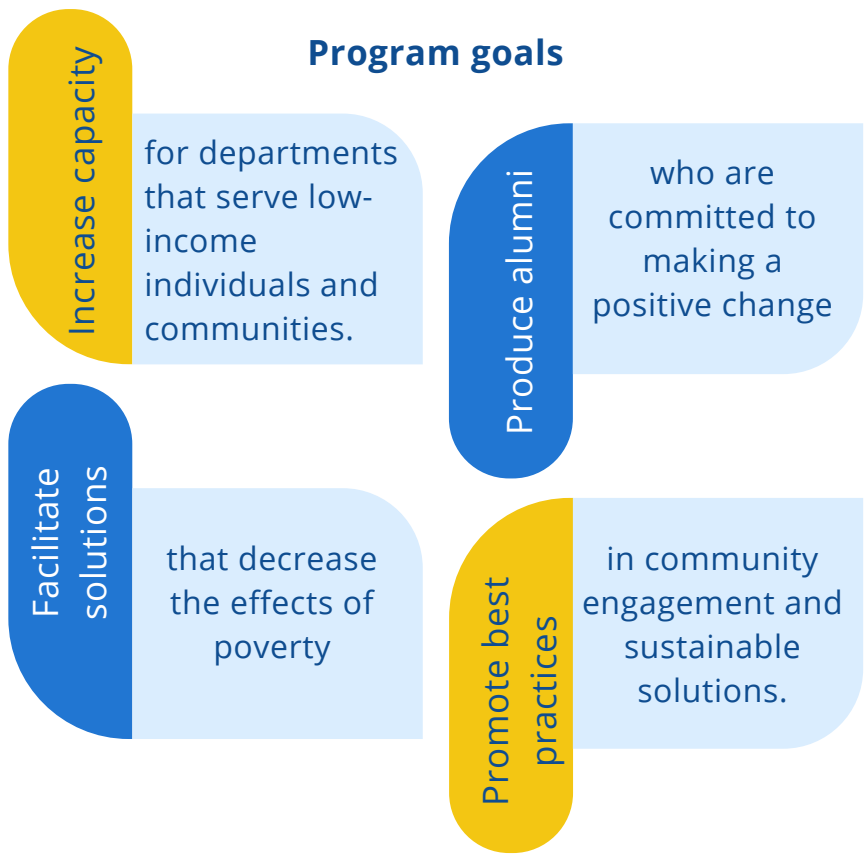 Program goals
Increase capacity
for departments
that serve low-
income
individuals and
communities.
Produce alumni
who are
committed to
making a
positive change
Facilitate
solutions
that decrease
the effects of
poverty
Promote best
practices
in community
engagement and
sustainable
solutions.